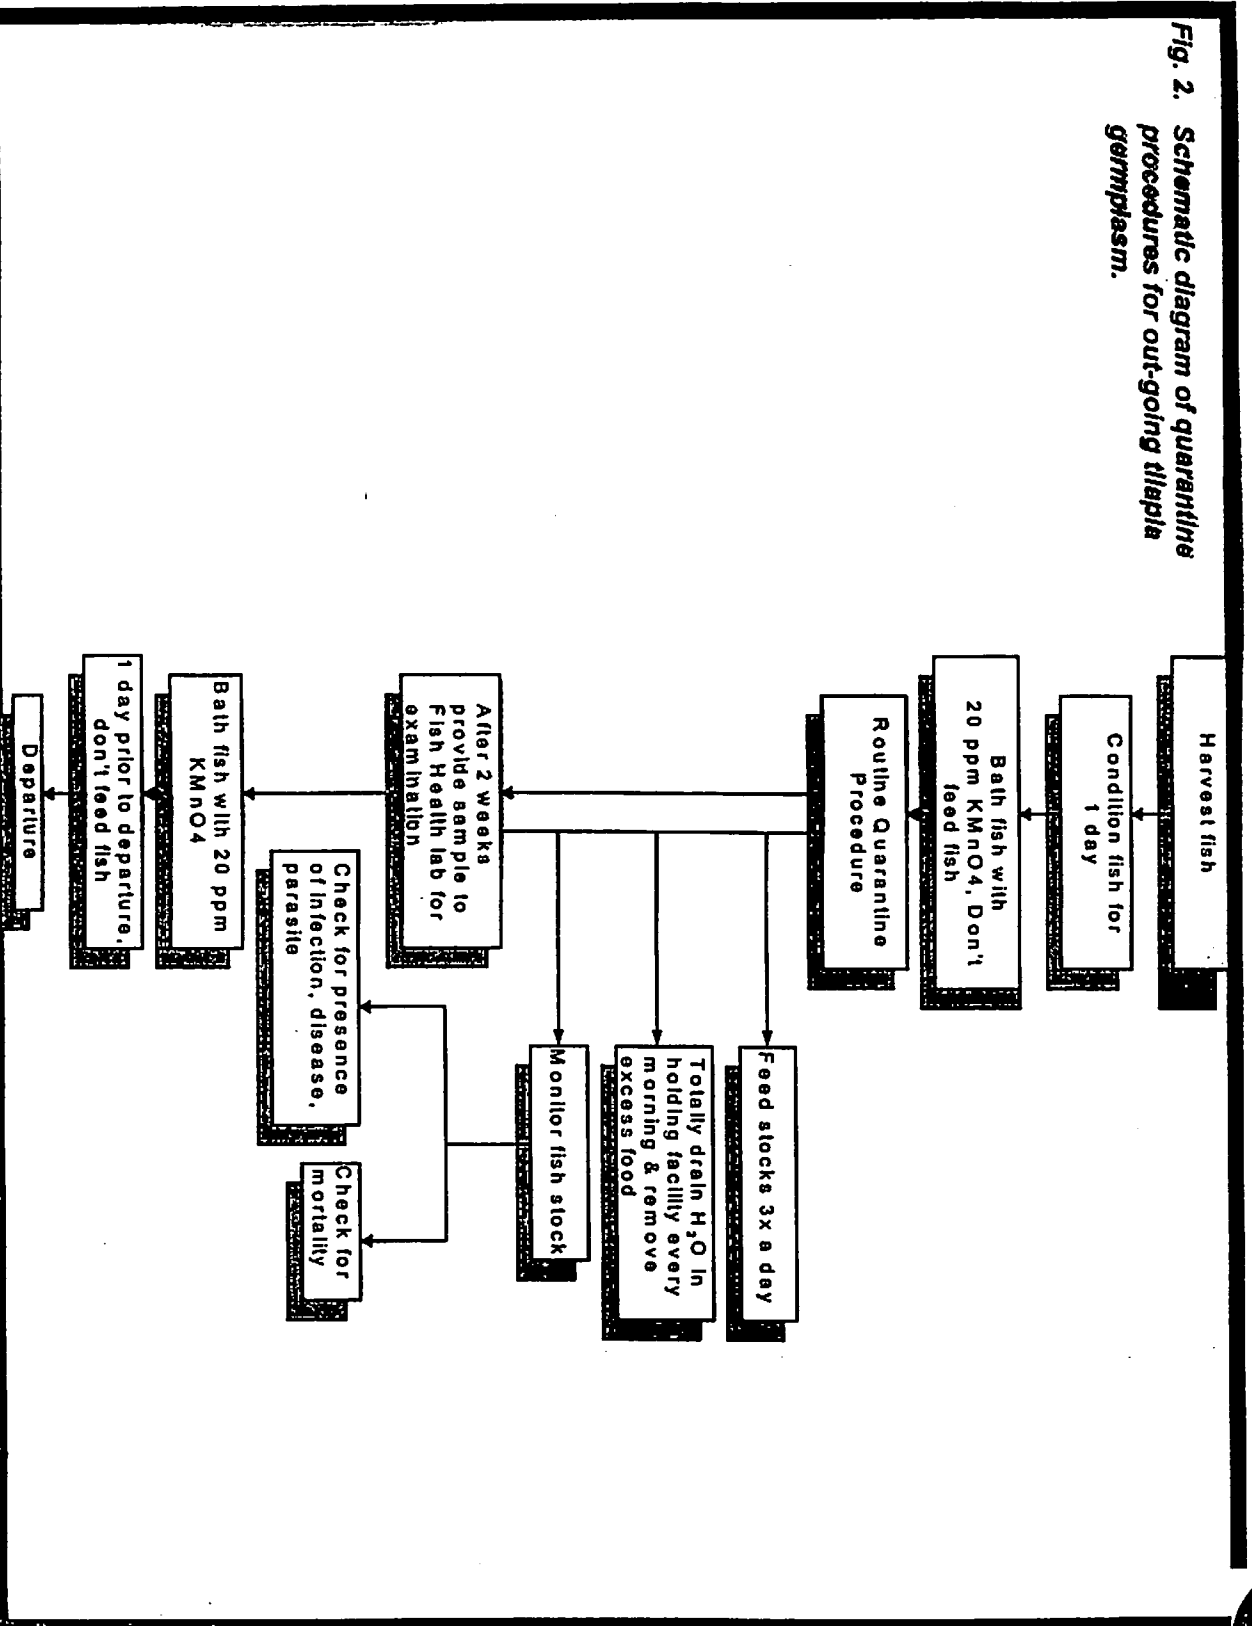 Fig. 2. Schematic diagram of quarantine
procedures for out-going tilapia
germplasm.
Harvest fish
Condition fish for
1 day
Bath fish with
20 ppm KMnO4, Don't
feed fish
Routine Quarantine
Procedure
Feed stocks 3x a day
Totally drain H₂O in
holding facility every
morning & remove
excess food
Monitor fish stock
Check for presence
of infection, disease,
parasite
Check for
mortality
After 2 weeks
provide sample to
Fish Health lab for
examination
Bath fish with 20 ppm
KMnO4
1 day prior to departure,
don't feed fish
Departure